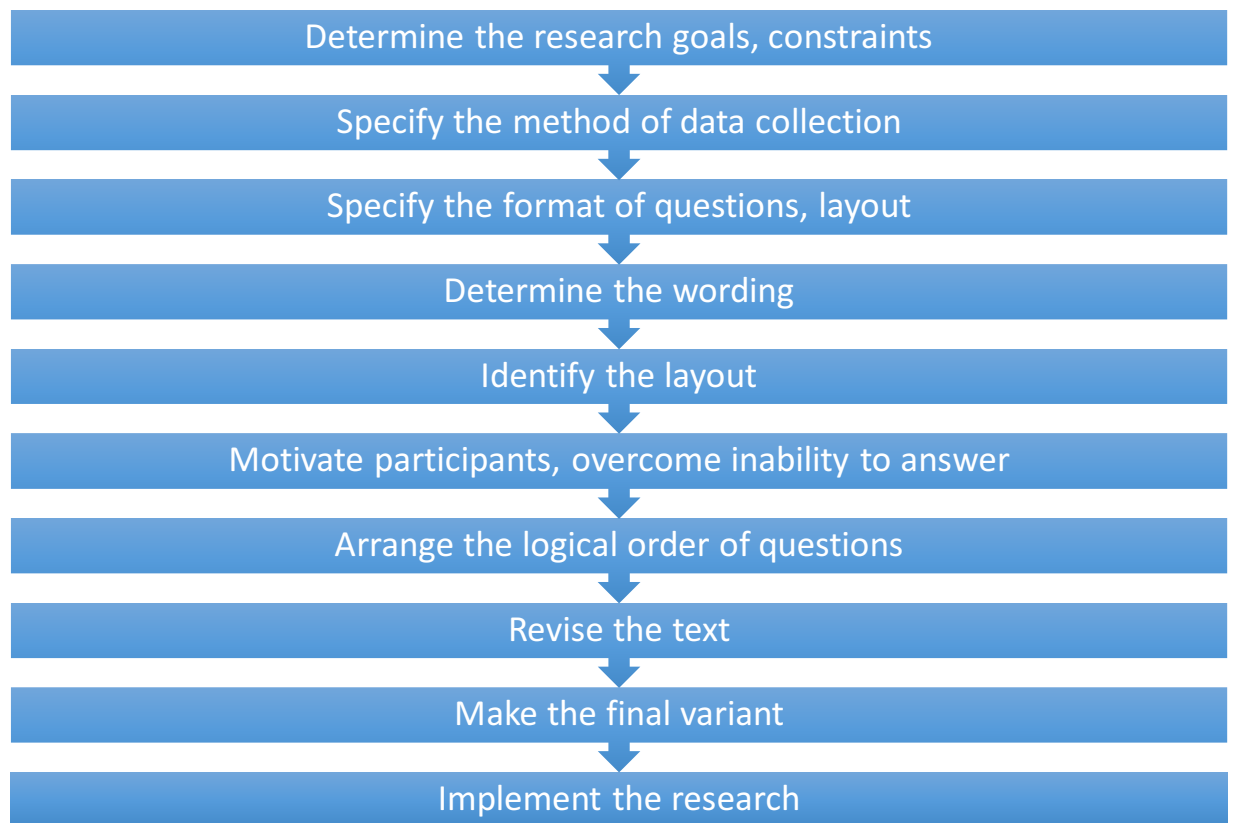 Determine the research goals, constraints
Specify the method of data collection
Specify the format of questions, layout
Determine the wording
Identify the layout
Motivate participants, overcome inability to answer
Arrange the logical order of questions
Revise the text
Make the final variant
Implement the research